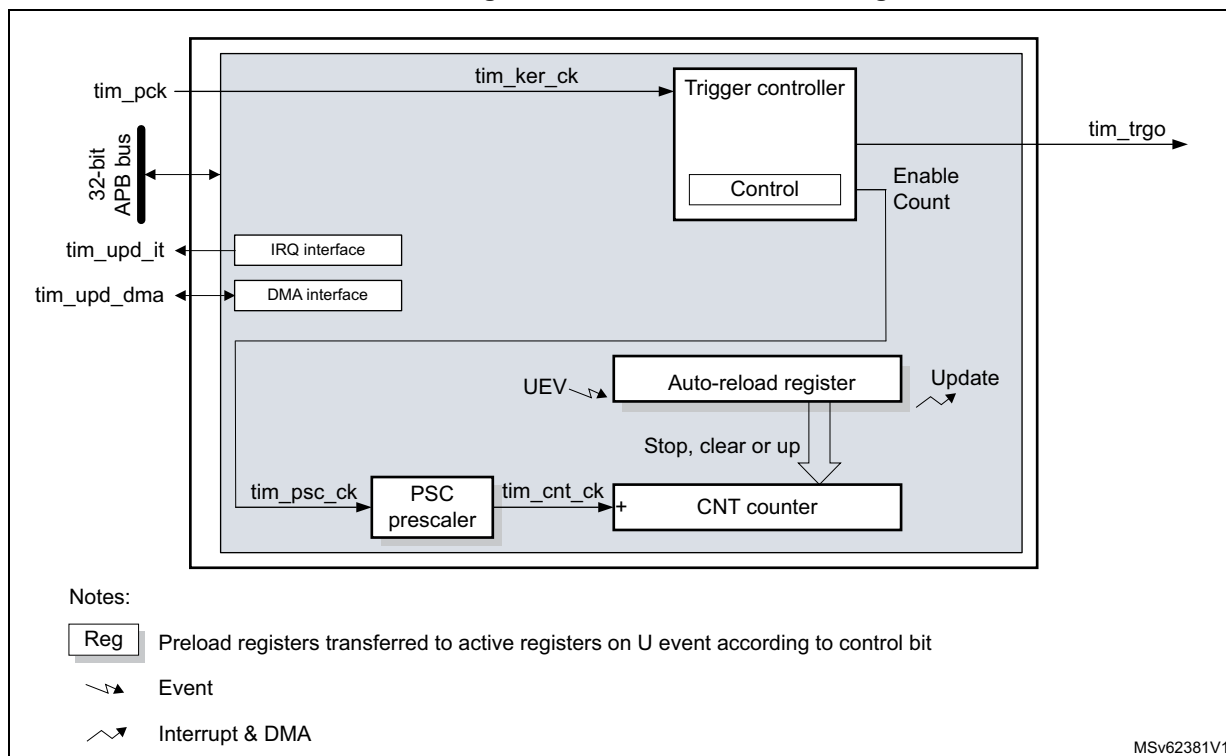 tim_pck
tim_ker_ck
Trigger controller
Control
tim_trgo
32-bit
APB bus
Enable
Count
tim_upd_it
IRQ interface
tim_upd_dma
DMA interface
UEV
Auto-reload register
Update
Stop, clear or up
tim_psc_ck
PSC
prescaler
tim_cnt_ck
+
CNT counter
Notes:
Reg
Preload registers transferred to active registers on U event according to control bit
Event
Interrupt & DMA
MSv62381V1